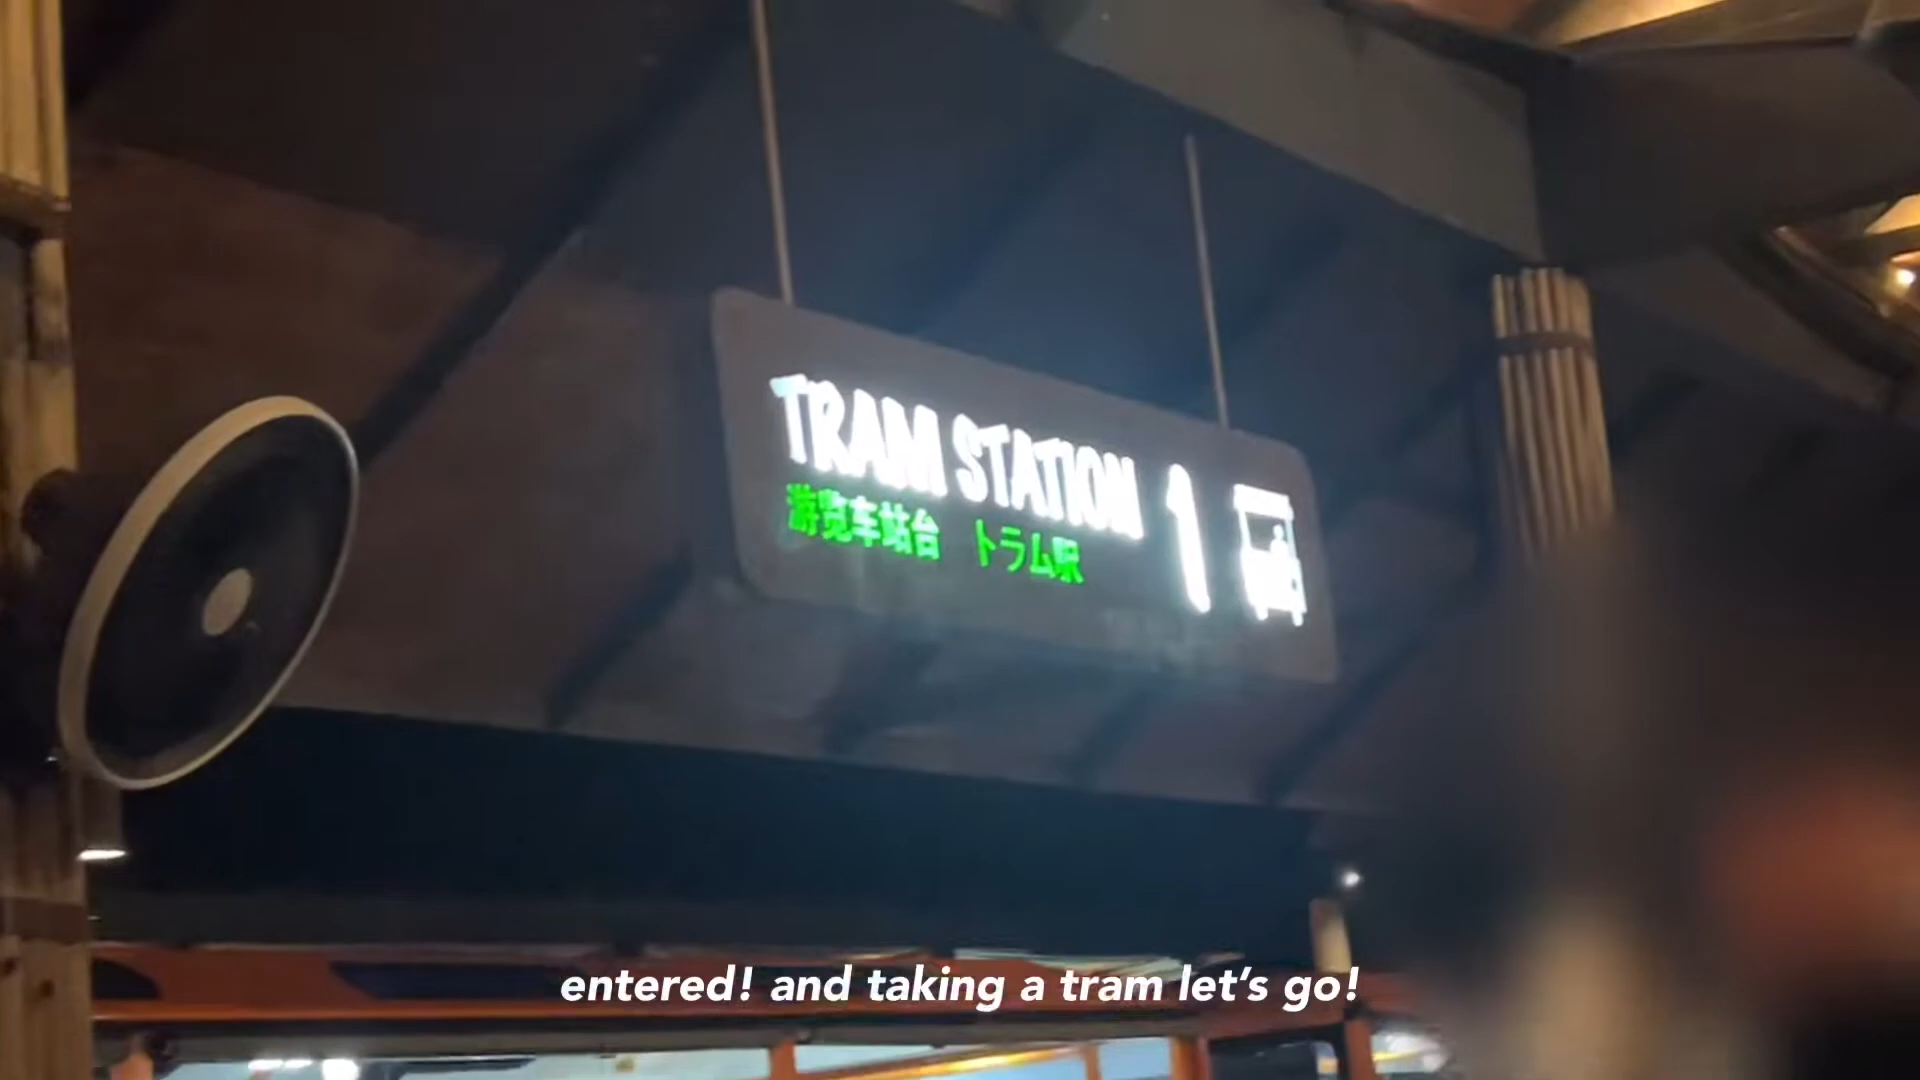 TRAM STATION 1
游览车站台 トラム駅
entered! and taking a tram let's go!